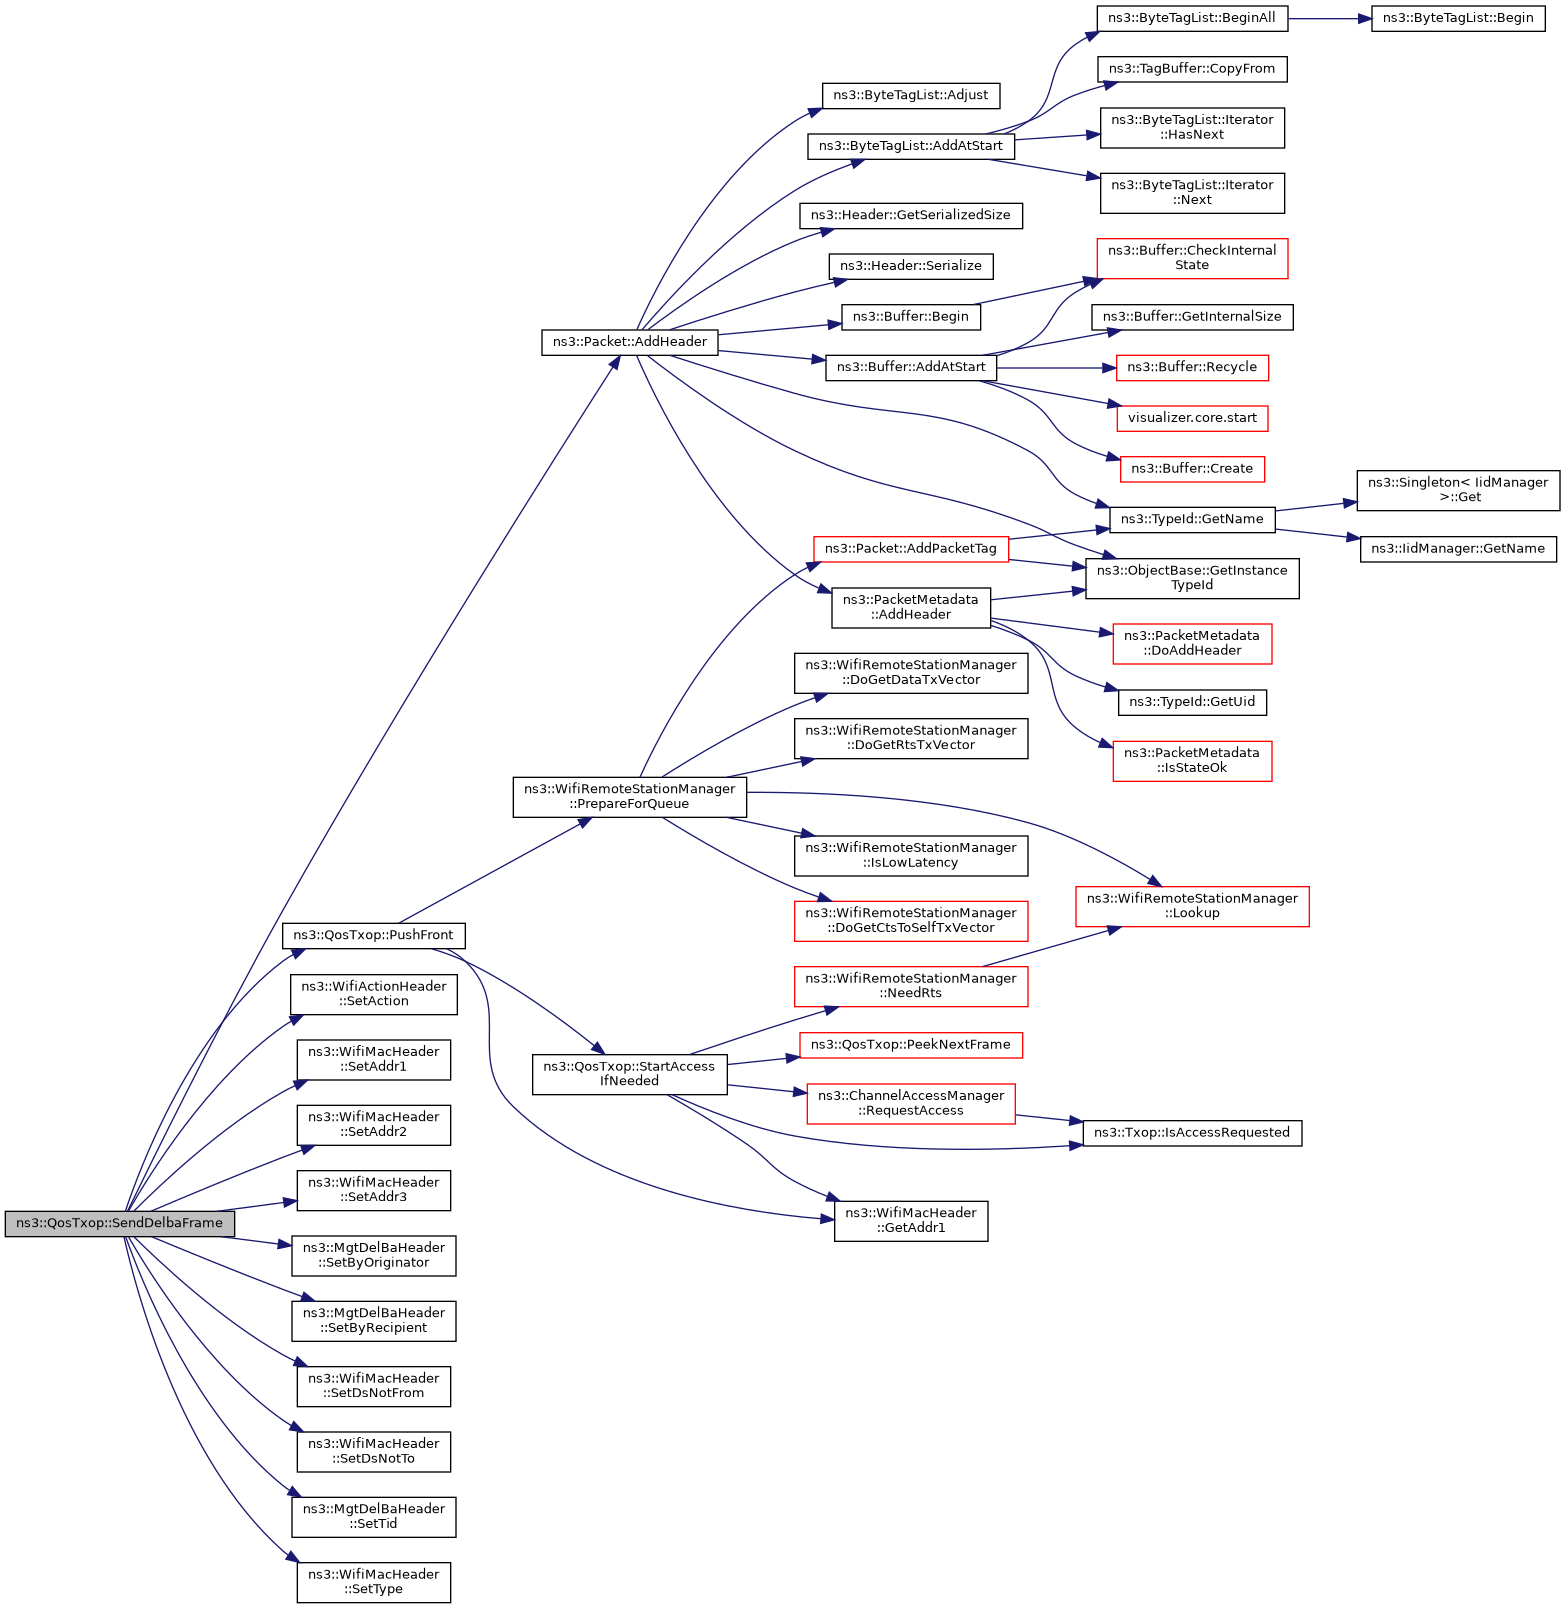 ns3::QosTxop::SendDelbaFrame
ns3::Packet::AddHeader
ns3::QosTxop::PushFront
ns3::WifiActionHeader
::SetAction
ns3::WifiMacHeader
::SetAddr1
ns3::WifiMacHeader
::SetAddr2
ns3::WifiMacHeader
::SetAddr3
ns3::MgtDelBaHeader
::SetByOriginator
ns3::MgtDelBaHeader
::SetByRecipient
ns3::WifiMacHeader
::SetDsNotFrom
ns3::WifiMacHeader
::SetDsNotTo
ns3::MgtDelBaHeader
::SetTid
ns3::WifiMacHeader
::SetType
ns3::WifiRemoteStationManager
::PrepareForQueue
ns3::QosTxop::StartAccess
IfNeeded
ns3::ByteTagList::Adjust
ns3::ByteTagList::AddAtStart
ns3::Header::GetSerializedSize
ns3::Header::Serialize
ns3::Buffer::Begin
ns3::Buffer::AddAtStart
ns3::Packet::AddPacketTag
ns3::PacketMetadata
::AddHeader
ns3::WifiRemoteStationManager
::DoGetDataTxVector
ns3::WifiRemoteStationManager
::DoGetRtsTxVector
ns3::WifiRemoteStationManager
::IsLowLatency
ns3::WifiRemoteStationManager
::DoGetCtsToSelfTxVector
ns3::WifiRemoteStationManager
::NeedRts
ns3::QosTxop::PeekNextFrame
ns3::ChannelAccessManager
::RequestAccess
ns3::WifiMacHeader
::GetAddr1
ns3::ByteTagList::BeginAll
ns3::TagBuffer::CopyFrom
ns3::ByteTagList::Iterator
::HasNext
ns3::ByteTagList::Iterator
::Next
ns3::Buffer::CheckInternal
State
ns3::Buffer::GetInternalSize
ns3::Buffer::Recycle
visualizer.core.start
ns3::Buffer::Create
ns3::TypeId::GetName
ns3::ObjectBase::GetInstance
TypeId
ns3::PacketMetadata
::DoAddHeader
ns3::TypeId::GetUid
ns3::PacketMetadata
::IsStateOk
ns3::WifiRemoteStationManager
::Lookup
ns3::Txop::IsAccessRequested
ns3::ByteTagList::Begin
ns3::Singleton< IidManager
>::Get
ns3::IidManager::GetName